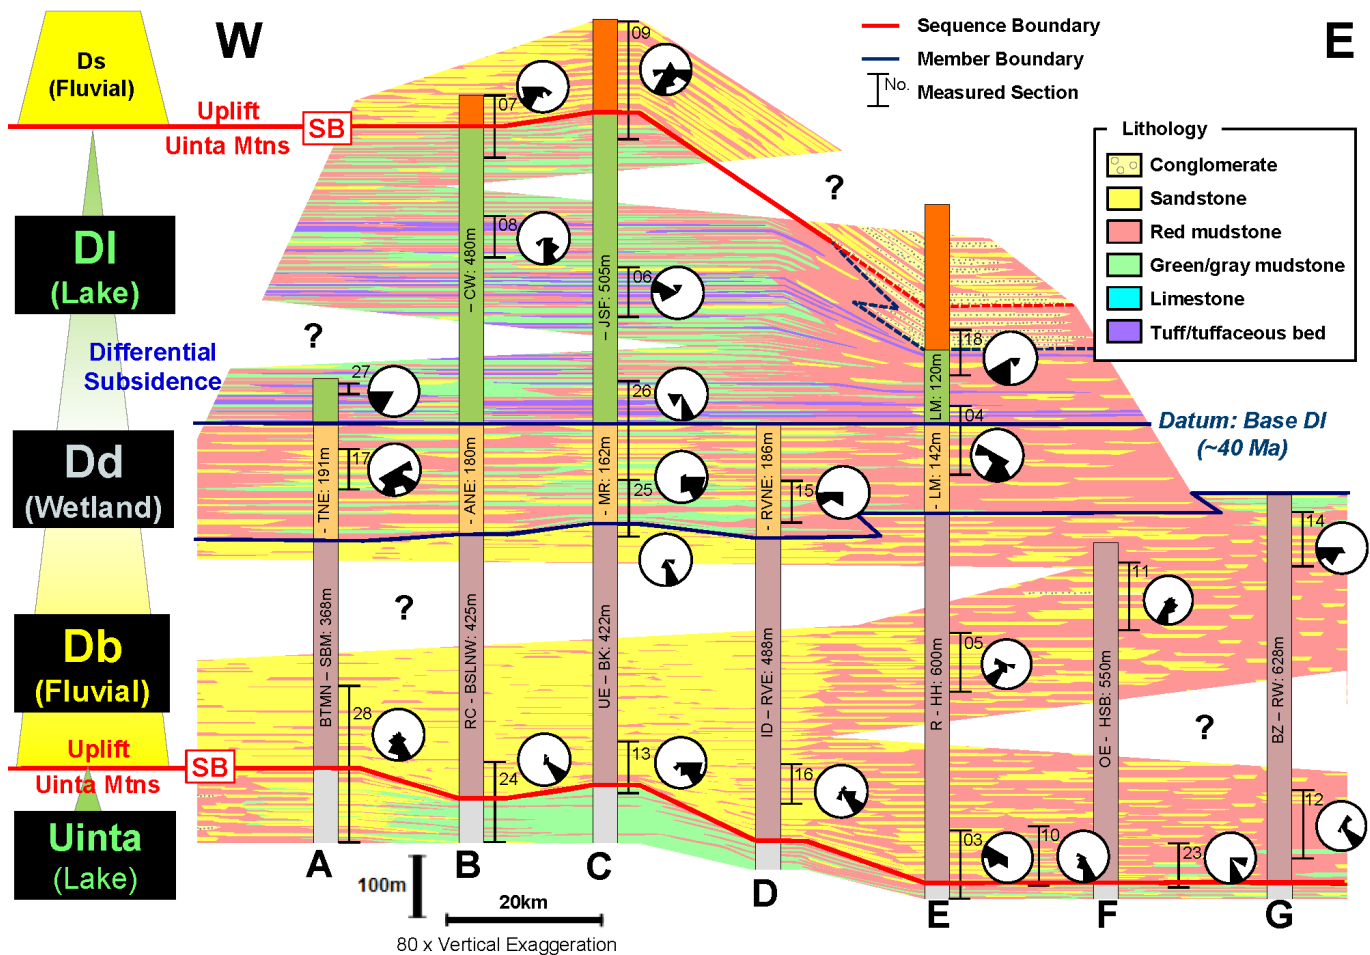 W
E
Ds
(Fluvial)
Uplift
SB
Uinta Mtns
Dl
(Lake)
Differential
Subsidence
Dd
(Wetland)
Db
(Fluvial)
Uplift
SB
Uinta Mtns
Uinta
(Lake)
Sequence Boundary
Member Boundary
No.
Measured Section
Lithology
Conglomerate
Sandstone
Red mudstone
Green/gray mudstone
Limestone
Tuff/tuffaceous bed
Datum: Base Dl
(~40 Ma)
?
?
?
?
09
07
08
06
27
26
18
04
17
25
15
14
11
05
28
24
13
16
12
03
10
23
– TNE: 191m
BTMN – SBM: 368m
– CW: 480m
- ANE: 180m
RC - BSLNW: 425m
– JSF: 505m
- MR: 162m
UE – BK: 422m
- RVNE: 186m
ID – RVE: 488m
LM: 120m
- LM: 142m
R - HH: 600m
OE - HSB: 550m
BZ – RW: 628m
A
B
C
D
E
F
G
100m
20km
80 x Vertical Exaggeration